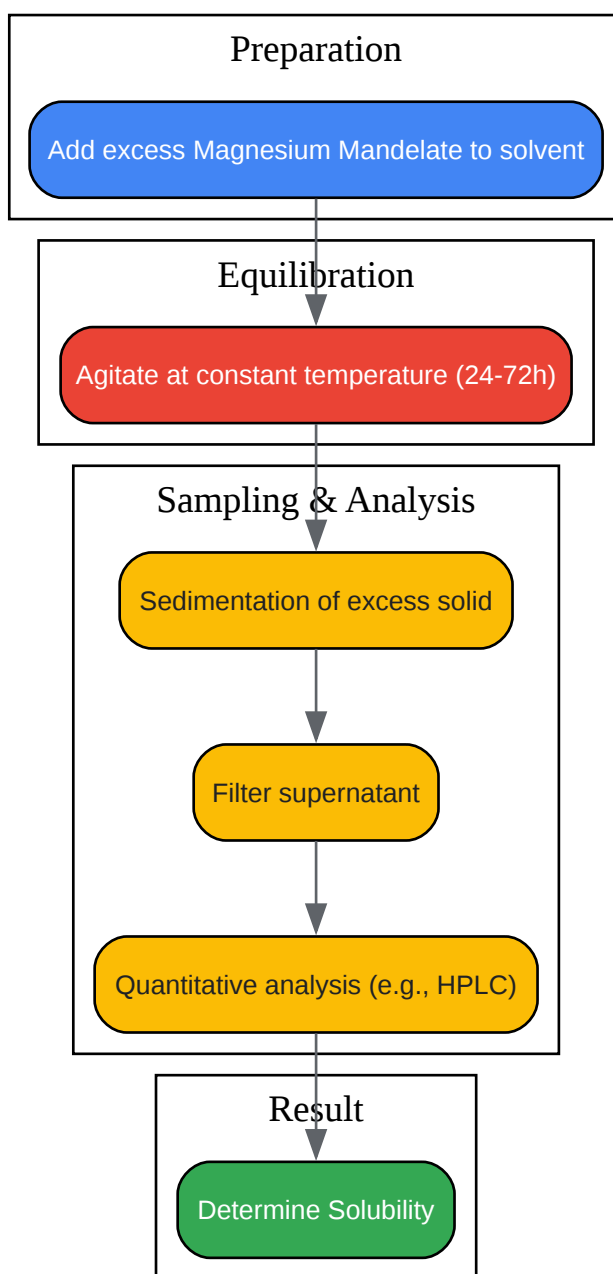 Preparation
Add excess Magnesium Mandelate to solvent
Equilibration
Agitate at constant temperature (24-72h)
Sampling & Analysis
Sedimentation of excess solid
Filter supernatant
Quantitative analysis (e.g., HPLC)
Result
Determine Solubility